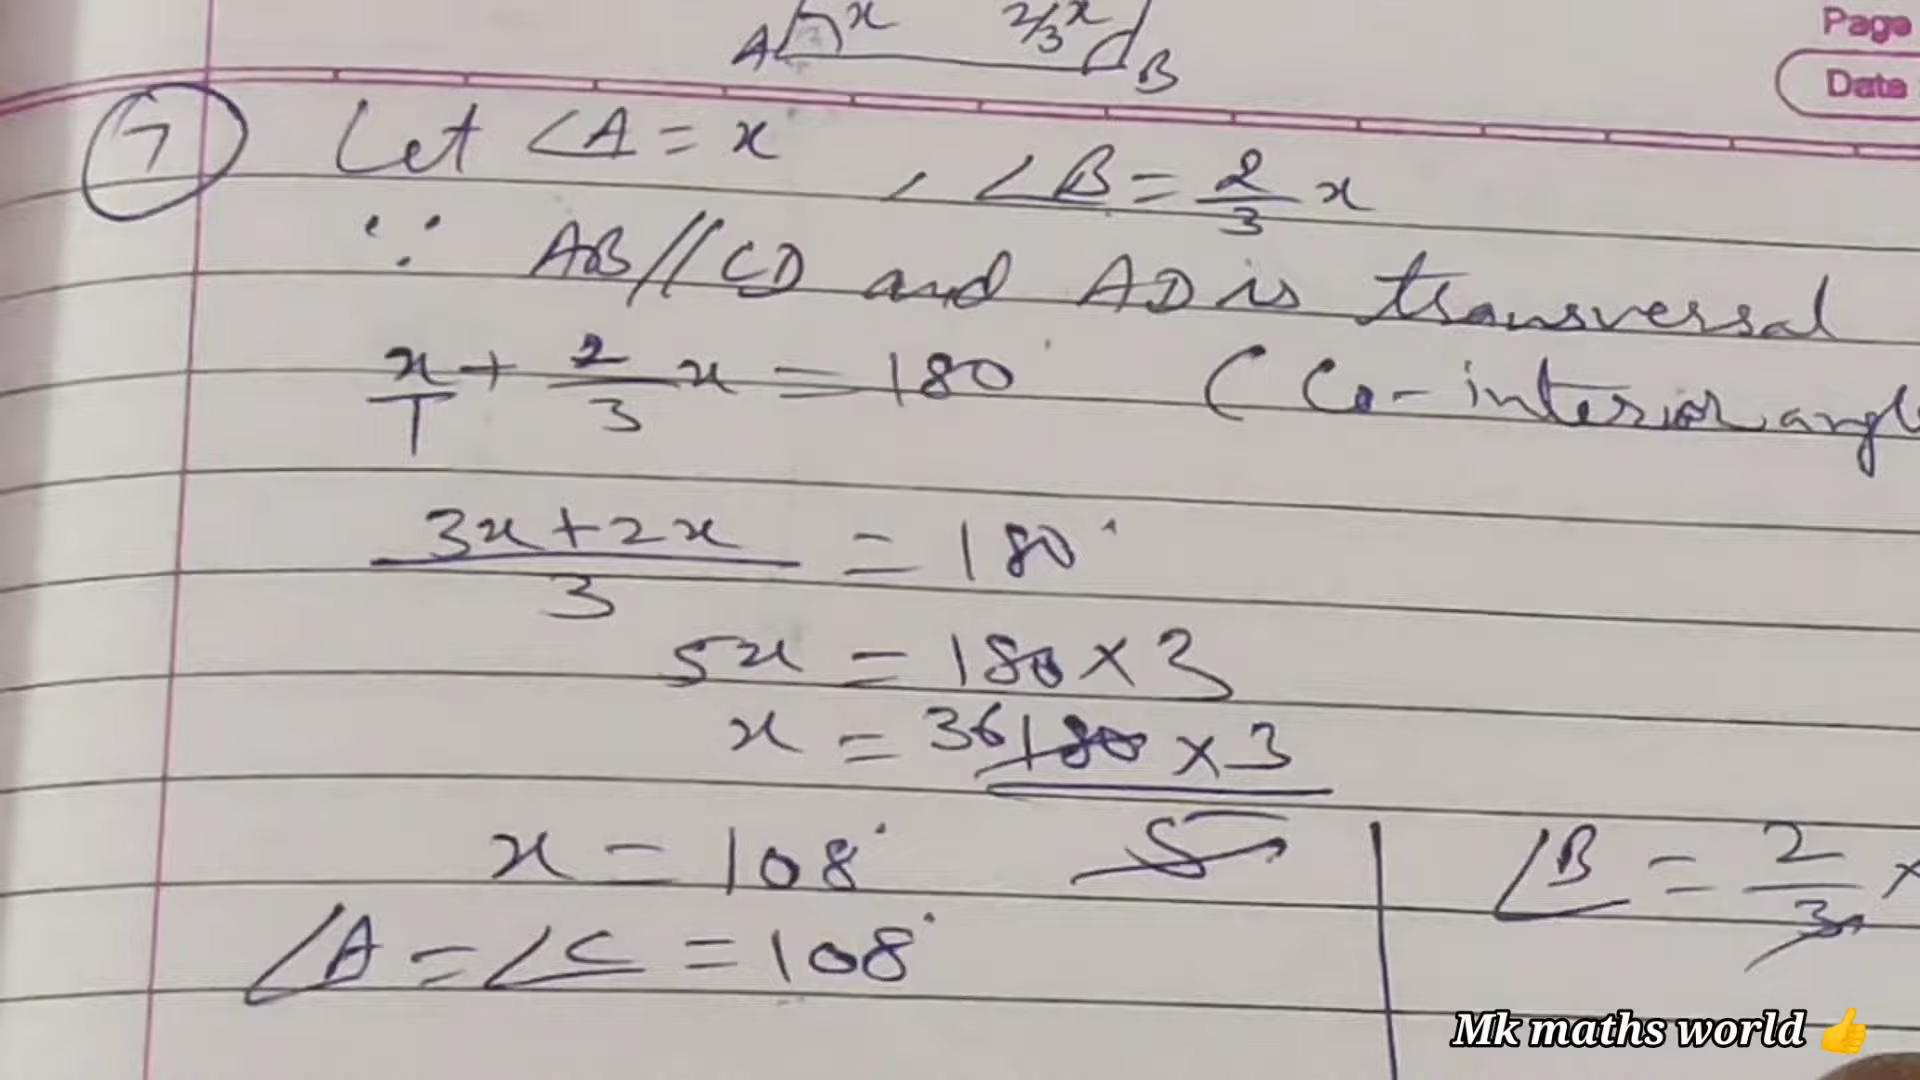 A x 2/3x B
Page
Date
7 Let ∠A = x , ∠B = 2/3 x
∵ AB//CD and AD is transversal
x/1 + 2/3 x = 180° (Co-interior angle
3x+2x/3 = 180°
5x = 180×3
x = 36 180 ×3/5
x = 108°
∠B = 2/3 ×
∠A = ∠C = 108°
Mk maths world 👍